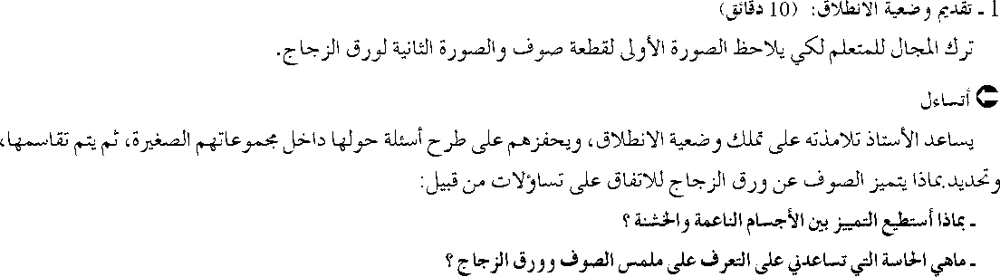 1 ـ تقديم وضعية الانطلاق: (10 دقائق)
ترك المجال للمتعلم لكي يلاحظ الصورة الأولى لقطعة صوف والصورة الثانية لورق الزجاج.
أتساءل
يساعد الأستاذ تلامذته على تملك وضعية الانطلاق، ويحفزهم على طرح أسئلة حولها داخل مجموعاتهم الصغيرة، ثم يتم تقاسمها،
وتحديد بماذا يتميز الصوف عن ورق الزجاج للاتفاق على تساؤلات من قبيل:
ـ بماذا أستطيع التمييز بين الأجسام الناعمة والخشنة ؟
ـ ماهي الحاسة التي تساعدني على التعرف على ملمس الصوف وورق الزجاج ؟